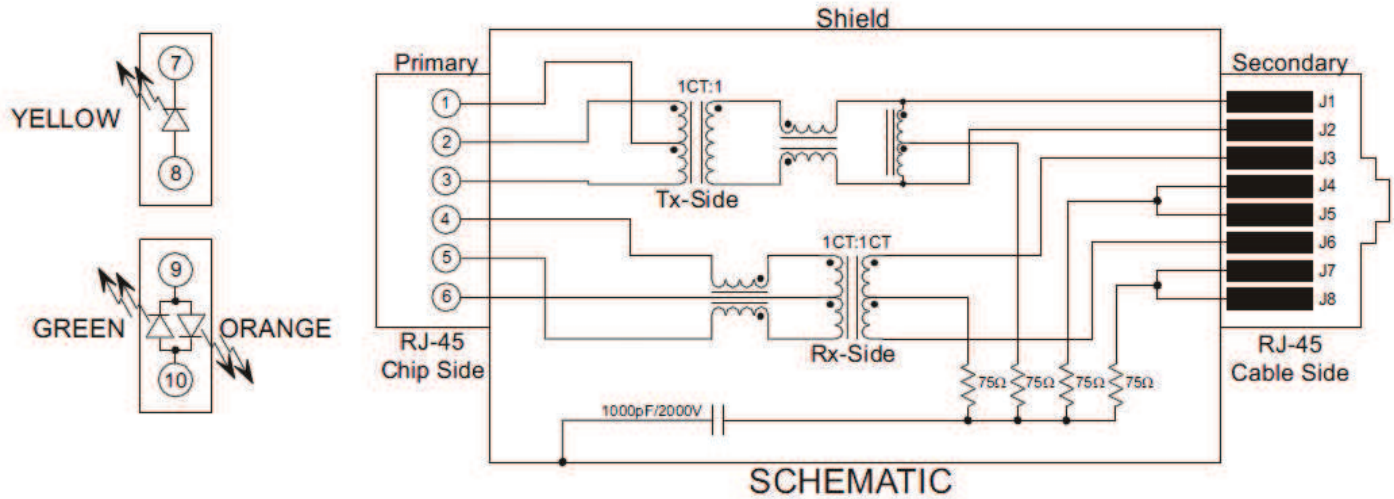 7
YELLOW
8
9
GREEN
ORANGE
10
Shield
Primary
1
2
3
4
5
6
RJ-45
Chip Side
1CT:1
Tx-Side
1CT:1CT
Rx-Side
75Ω
75Ω
75Ω
75Ω
1000pF/2000V
Secondary
J1
J2
J3
J4
J5
J6
J7
J8
RJ-45
Cable Side
SCHEMATIC